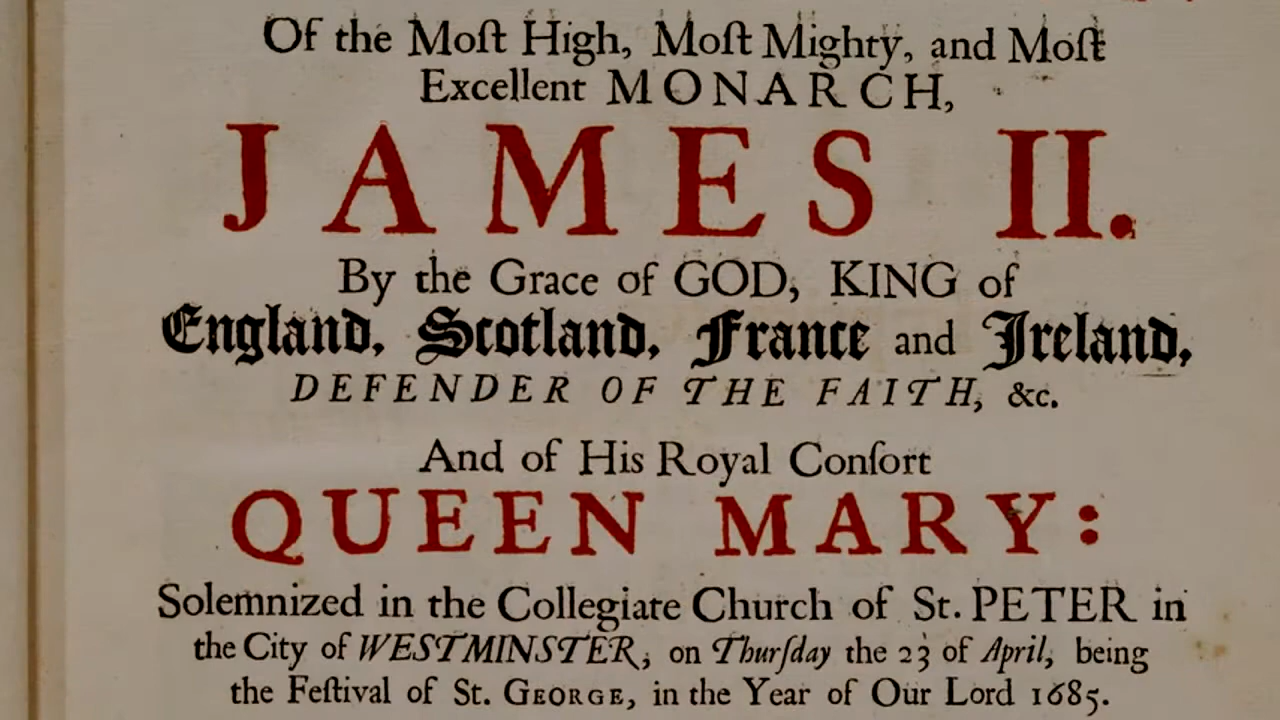 Of the Moſt High, Moſt Mighty, and Moſt
Excellent MONARCH,
JAMES II.
By the Grace of GOD, KING of
England, Scotland, France and Ireland,
DEFENDER OF THE FAITH, &c.
And of His Royal Conſort
QUEEN MARY:
Solemnized in the Collegiate Church of St. PETER in
the City of WESTMINSTER, on Thurſday the 23 of April, being
the Feſtival of St. GEORGE, in the Year of Our Lord 1685.